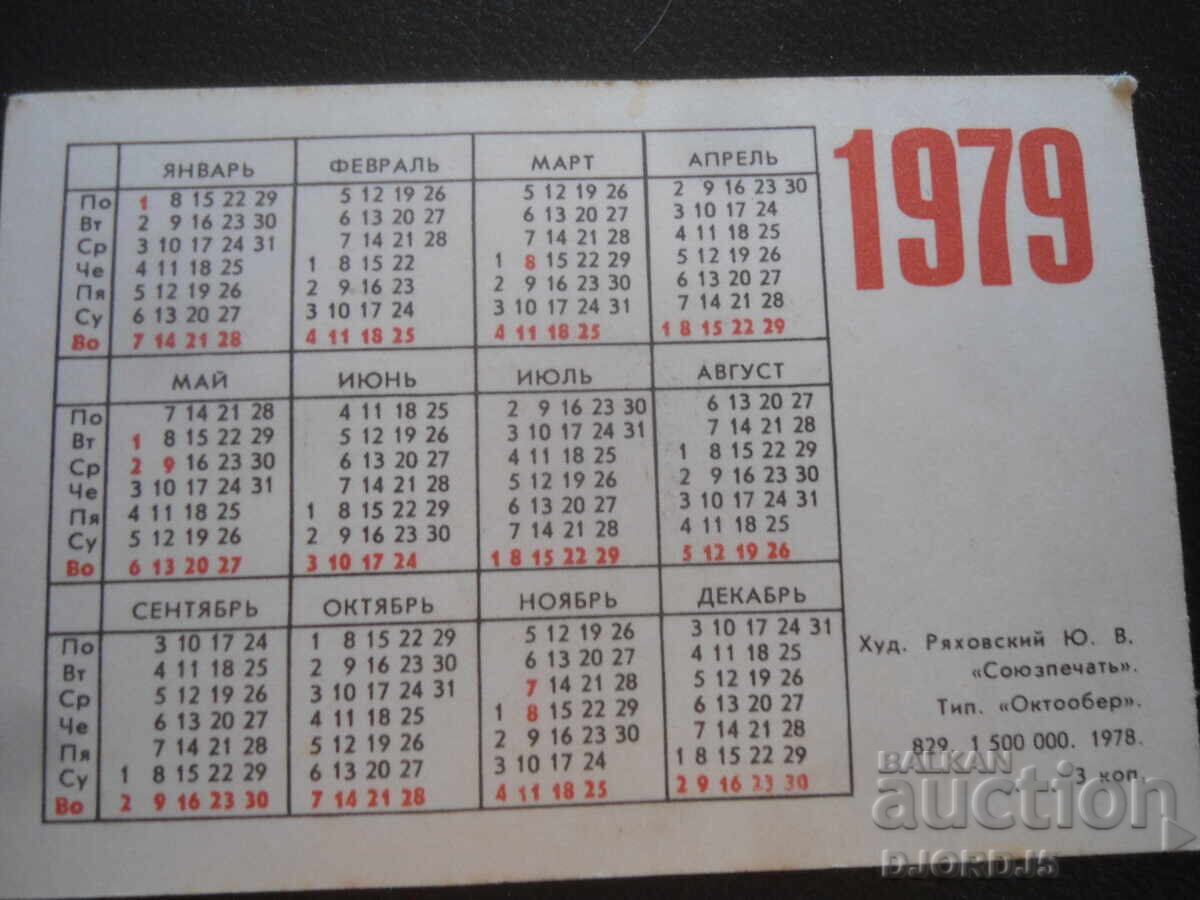 1979
ЯНВАРЬ ФЕВРАЛЬ МАРТ АПРЕЛЬ
По 1 8 15 22 29 5 12 19 26 5 12 19 26 2 9 16 23 30
Вт 2 9 16 23 30 6 13 20 27 6 13 20 27 3 10 17 24
Ср 3 10 17 24 31 7 14 21 28 7 14 21 28 4 11 18 25
Че 4 11 18 25 1 8 15 22 1 8 15 22 29 5 12 19 26
Пя 5 12 19 26 2 9 16 23 2 9 16 23 30 6 13 20 27
Су 6 13 20 27 3 10 17 24 3 10 17 24 31 7 14 21 28
Во 7 14 21 28 4 11 18 25 4 11 18 25 1 8 15 22 29
МАЙ ИЮНЬ ИЮЛЬ АВГУСТ
По 7 14 21 28 4 11 18 25 2 9 16 23 30 6 13 20 27
Вт 1 8 15 22 29 5 12 19 26 3 10 17 24 31 7 14 21 28
Ср 2 9 16 23 30 6 13 20 27 4 11 18 25 1 8 15 22 29
Че 3 10 17 24 31 7 14 21 28 5 12 19 26 2 9 16 23 30
Пя 4 11 18 25 1 8 15 22 29 6 13 20 27 3 10 17 24 31
Су 5 12 19 26 2 9 16 23 30 7 14 21 28 4 11 18 25
Во 6 13 20 27 3 10 17 24 1 8 15 22 29 5 12 19 26
СЕНТЯБРЬ ОКТЯБРЬ НОЯБРЬ ДЕКАБРЬ
По 3 10 17 24 1 8 15 22 29 5 12 19 26 3 10 17 24 31
Вт 4 11 18 25 2 9 16 23 30 6 13 20 27 4 11 18 25
Ср 5 12 19 26 3 10 17 24 31 7 14 21 28 5 12 19 26
Че 6 13 20 27 4 11 18 25 1 8 15 22 29 6 13 20 27
Пя 7 14 21 28 5 12 19 26 2 9 16 23 30 7 14 21 28
Су 1 8 15 22 29 6 13 20 27 3 10 17 24 1 8 15 22 29
Во 2 9 16 23 30 7 14 21 28 4 11 18 25 2 9 16 23 30
Худ. Ряховский Ю. В.
«Союзпечать».
Тип. «Октообер».
829. 1 500 000. 1978.
3 коп.
BALKAN
auction
DJORDJ5